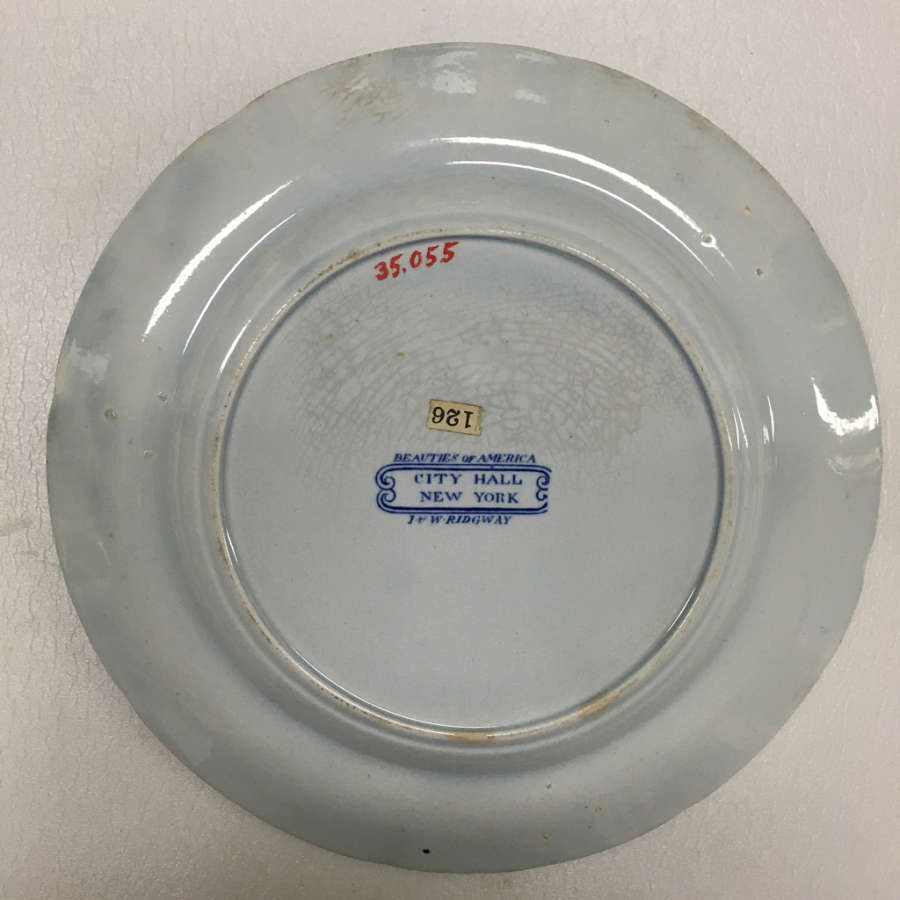 35.055
126
BEAUTIES OF AMERICA
CITY HALL
NEW YORK
J & W. RIDGWAY